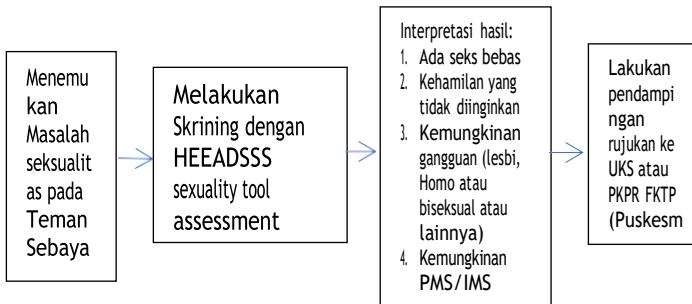 Menemu
kan
Masalah
seksualit
as pada
Teman
Sebaya
Melakukan
Skrining dengan
HEEADSSS
sexuality tool
assessment
Interpretasi hasil:
1. Ada seks bebas
2. Kehamilan yang
tidak diinginkan
3. Kemungkinan
gangguan (lesbi,
Homo atau
biseksual atau
lainnya)
4. Kemungkinan
PMS/IMS
Lakukan
pendampi
ngan
rujukan ke
UKS atau
PKPR FKTP
(Puskesm